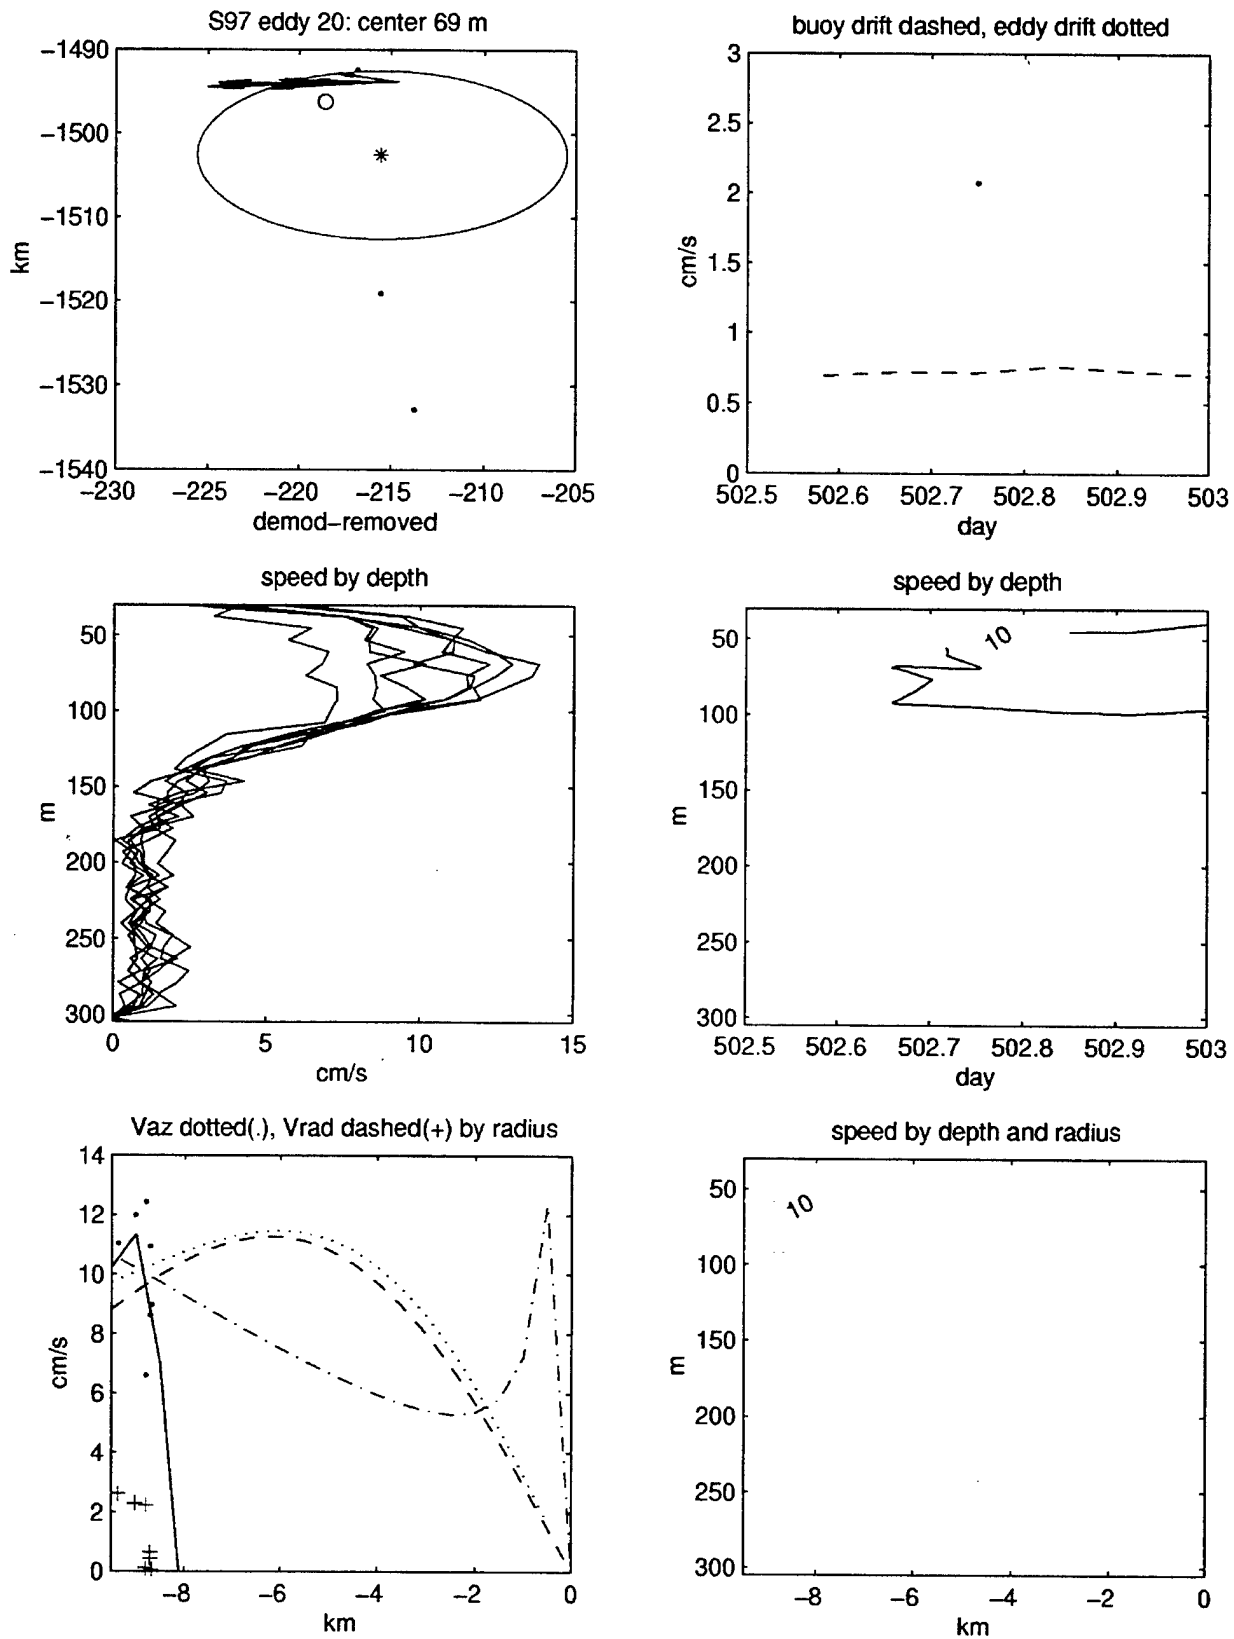 S97 eddy 20: center 69 m
−1490
−1500
−1510
−1520
−1530
−1540
km
−230 −225 −220 −215 −210 −205
demod−removed
buoy drift dashed, eddy drift dotted
3
2.5
2
1.5
1
0.5
0
cm/s
502.5 502.6 502.7 502.8 502.9 503
day
speed by depth
50
100
150
200
250
300
m
0 5 10 15
cm/s
speed by depth
10
50
100
150
200
250
300
m
502.5 502.6 502.7 502.8 502.9 503
day
Vaz dotted(.), Vrad dashed(+) by radius
14
12
10
8
6
4
2
0
cm/s
−8 −6 −4 −2 0
km
speed by depth and radius
10
50
100
150
200
250
300
m
−8 −6 −4 −2 0
km